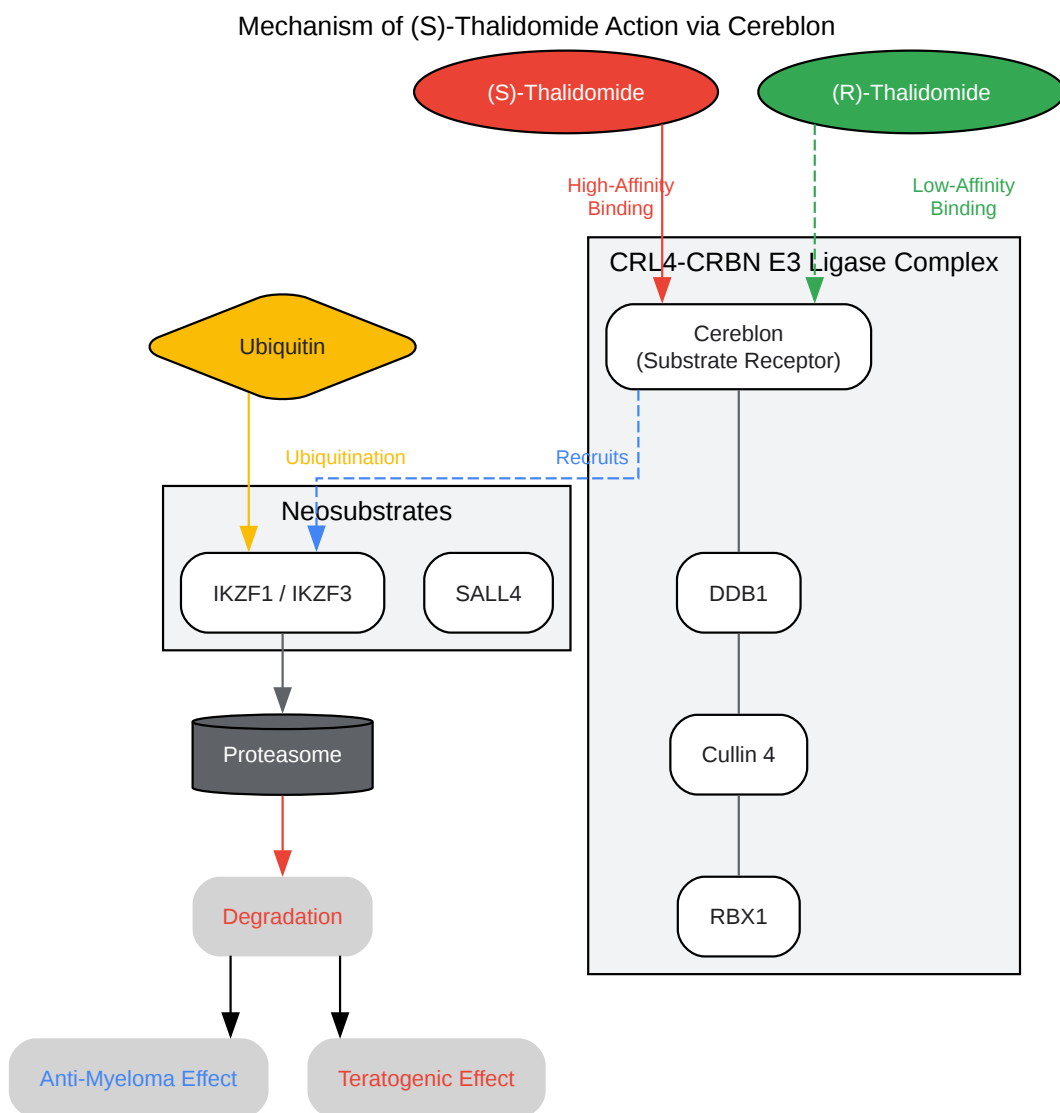 Mechanism of (S)-Thalidomide Action via Cereblon
(S)-Thalidomide
(R)-Thalidomide
High-Affinity
Binding
Low-Affinity
Binding
CRL4-CRBN E3 Ligase Complex
Cereblon
(Substrate Receptor)
Ubiquitin
Ubiquitination
Recruits
Neosubstrates
IKZF1 / IKZF3
SALL4
DDB1
Proteasome
Cullin 4
Degradation
RBX1
Anti-Myeloma Effect
Teratogenic Effect